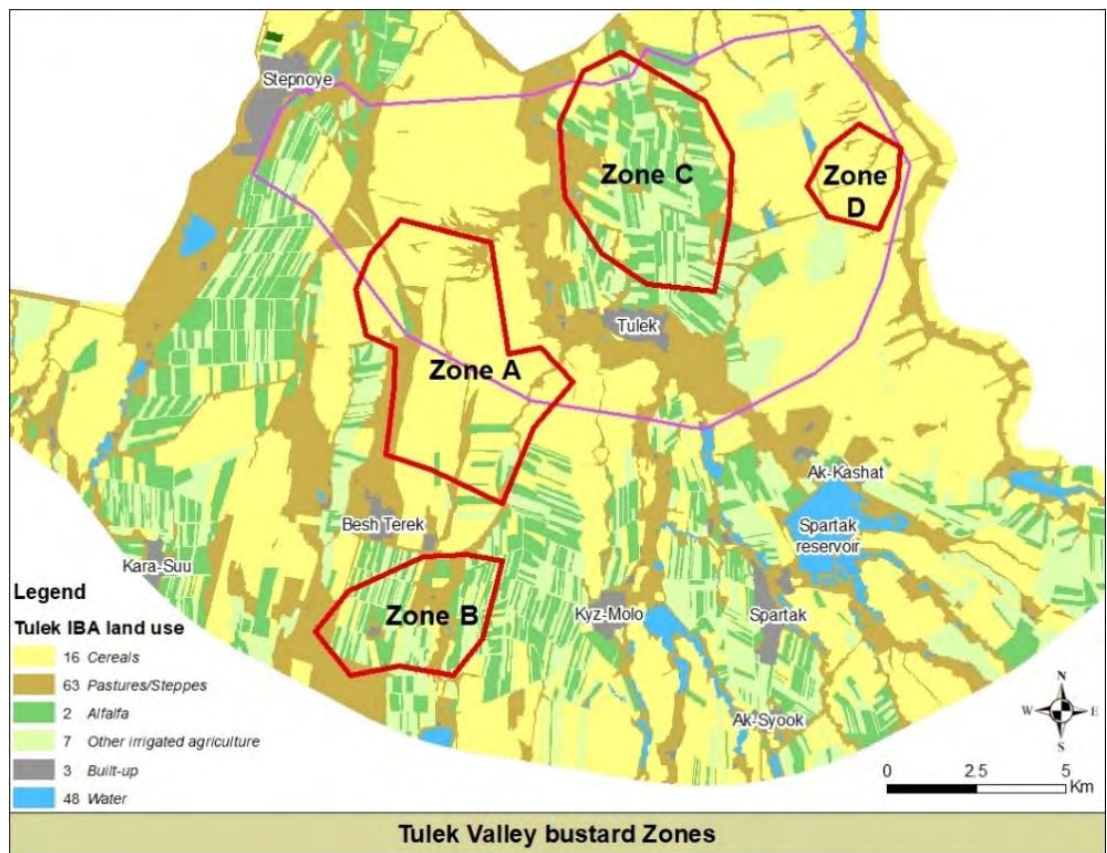 Stepnoye
Zone C
Zone
D
Tulek
Zone A
Ak-Kashat
Besh Terek
Spartak
reservoir
Kara-Suu
Zone B
Kyz-Molo
Spartak
Ak-Syook
Legend
Tulek IBA land use
16 Cereals
63 Pastures/Steppes
2 Alfalfa
7 Other irrigated agriculture
3 Built-up
48 Water
N
W E
S
0 2.5 5
Km
Tulek Valley bustard Zones